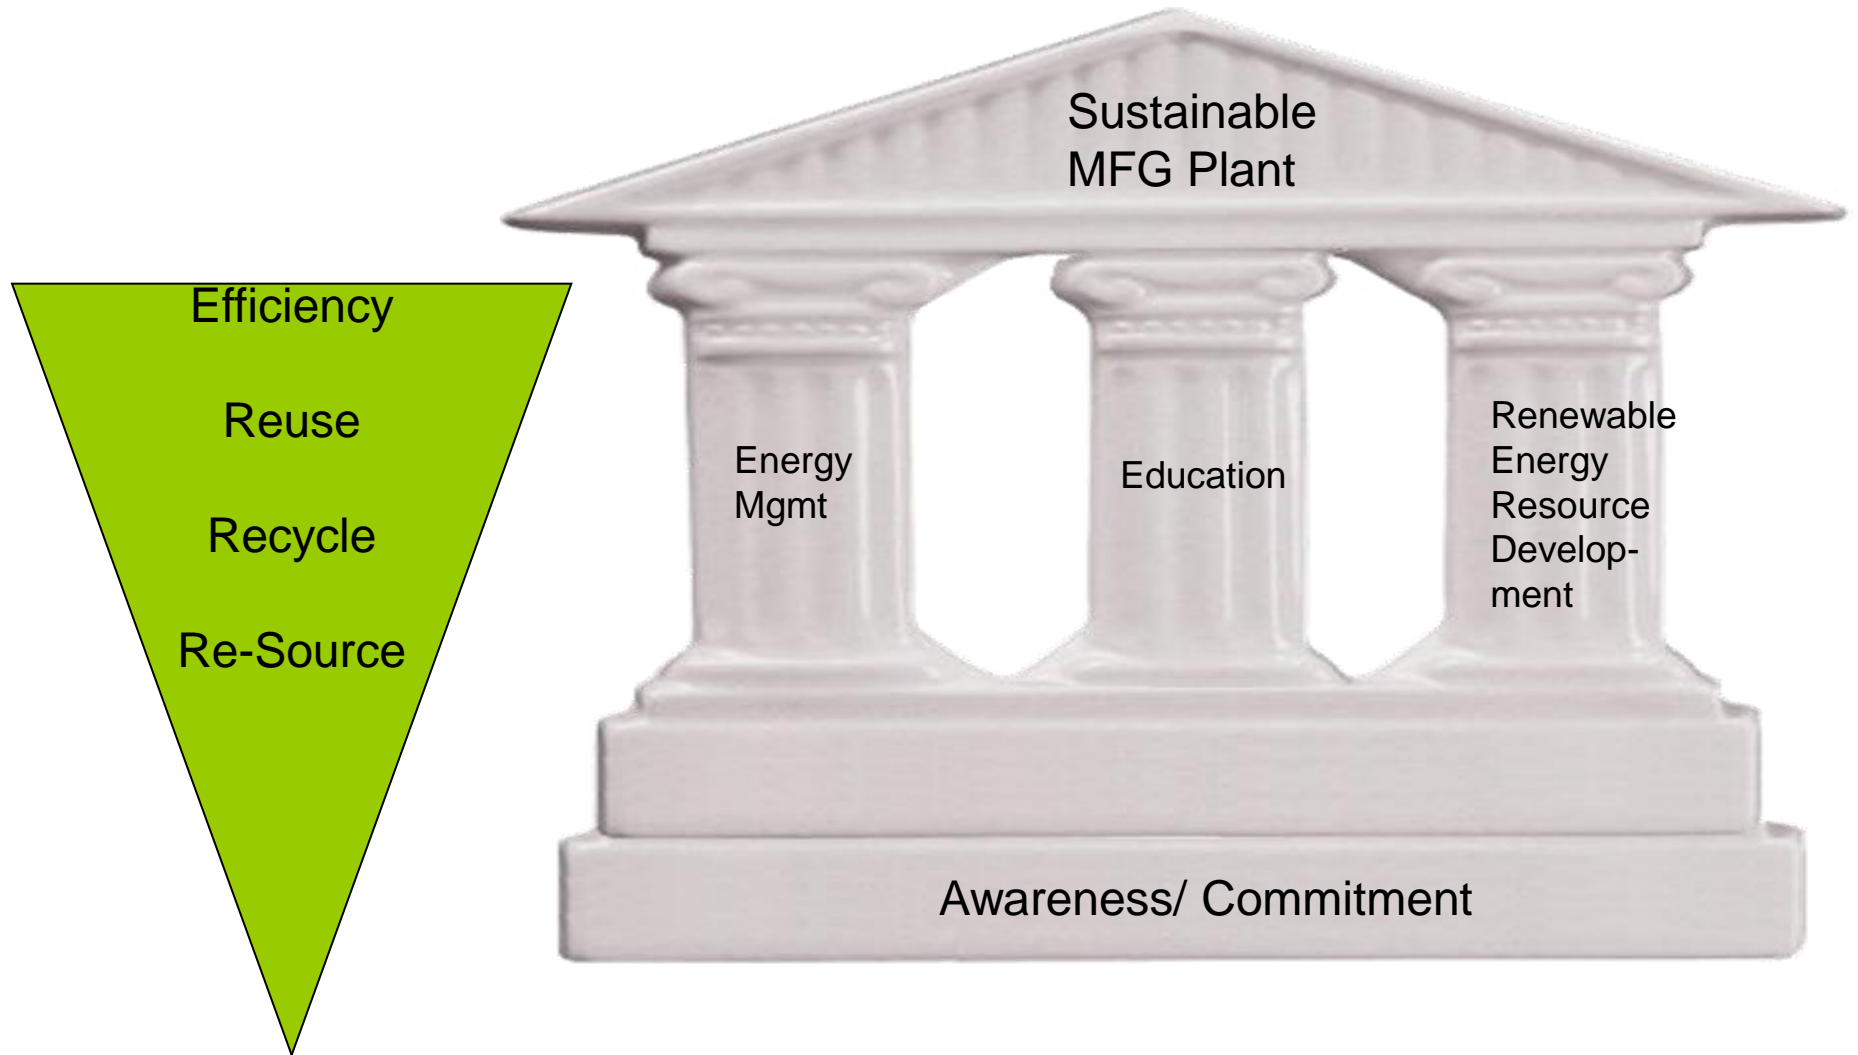 Sustainable
MFG Plant
Efficiency
Reuse
Recycle
Re-Source
Energy
Mgmt
Education
Renewable
Energy
Resource
Develop-
ment
Awareness/ Commitment